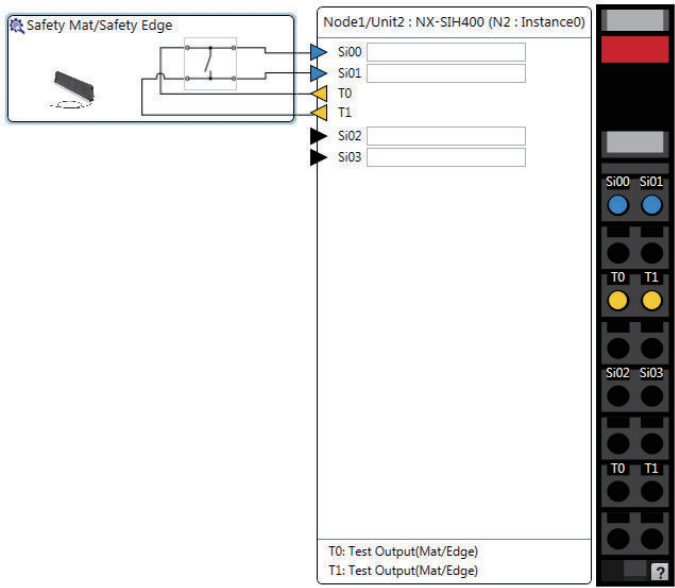 Safety Mat/Safety Edge
Node1/Unit2 : NX-SIH400 (N2 : Instance0)
Si00
Si01
T0
T1
Si02
Si03
T0: Test Output(Mat/Edge)
T1: Test Output(Mat/Edge)
Si00 Si01
T0 T1
Si02 Si03
T0 T1
?